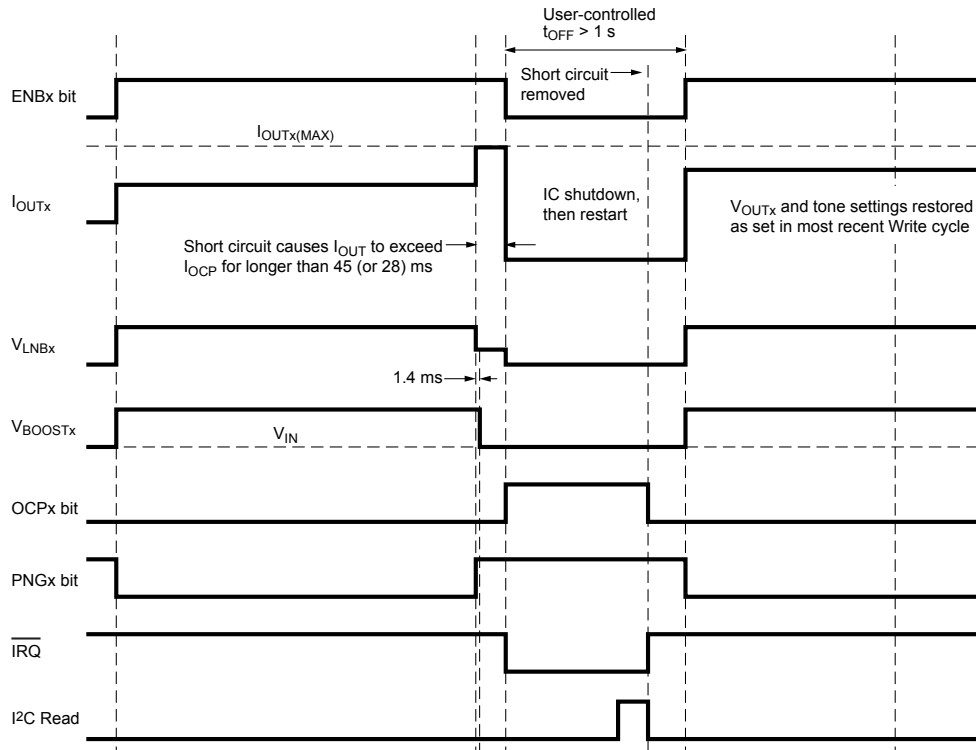 User-controlled
tOFF > 1 s
Short circuit
removed
ENBx bit
IOUTx(MAX)
IOUTx
IC shutdown,
then restart
VOUTx and tone settings restored
as set in most recent Write cycle
Short circuit causes IOUT to exceed
IOCP for longer than 45 (or 28) ms
VLNBx
1.4 ms
VBOOSTx
VIN
OCPx bit
PNGx bit
IRQ
I2C Read